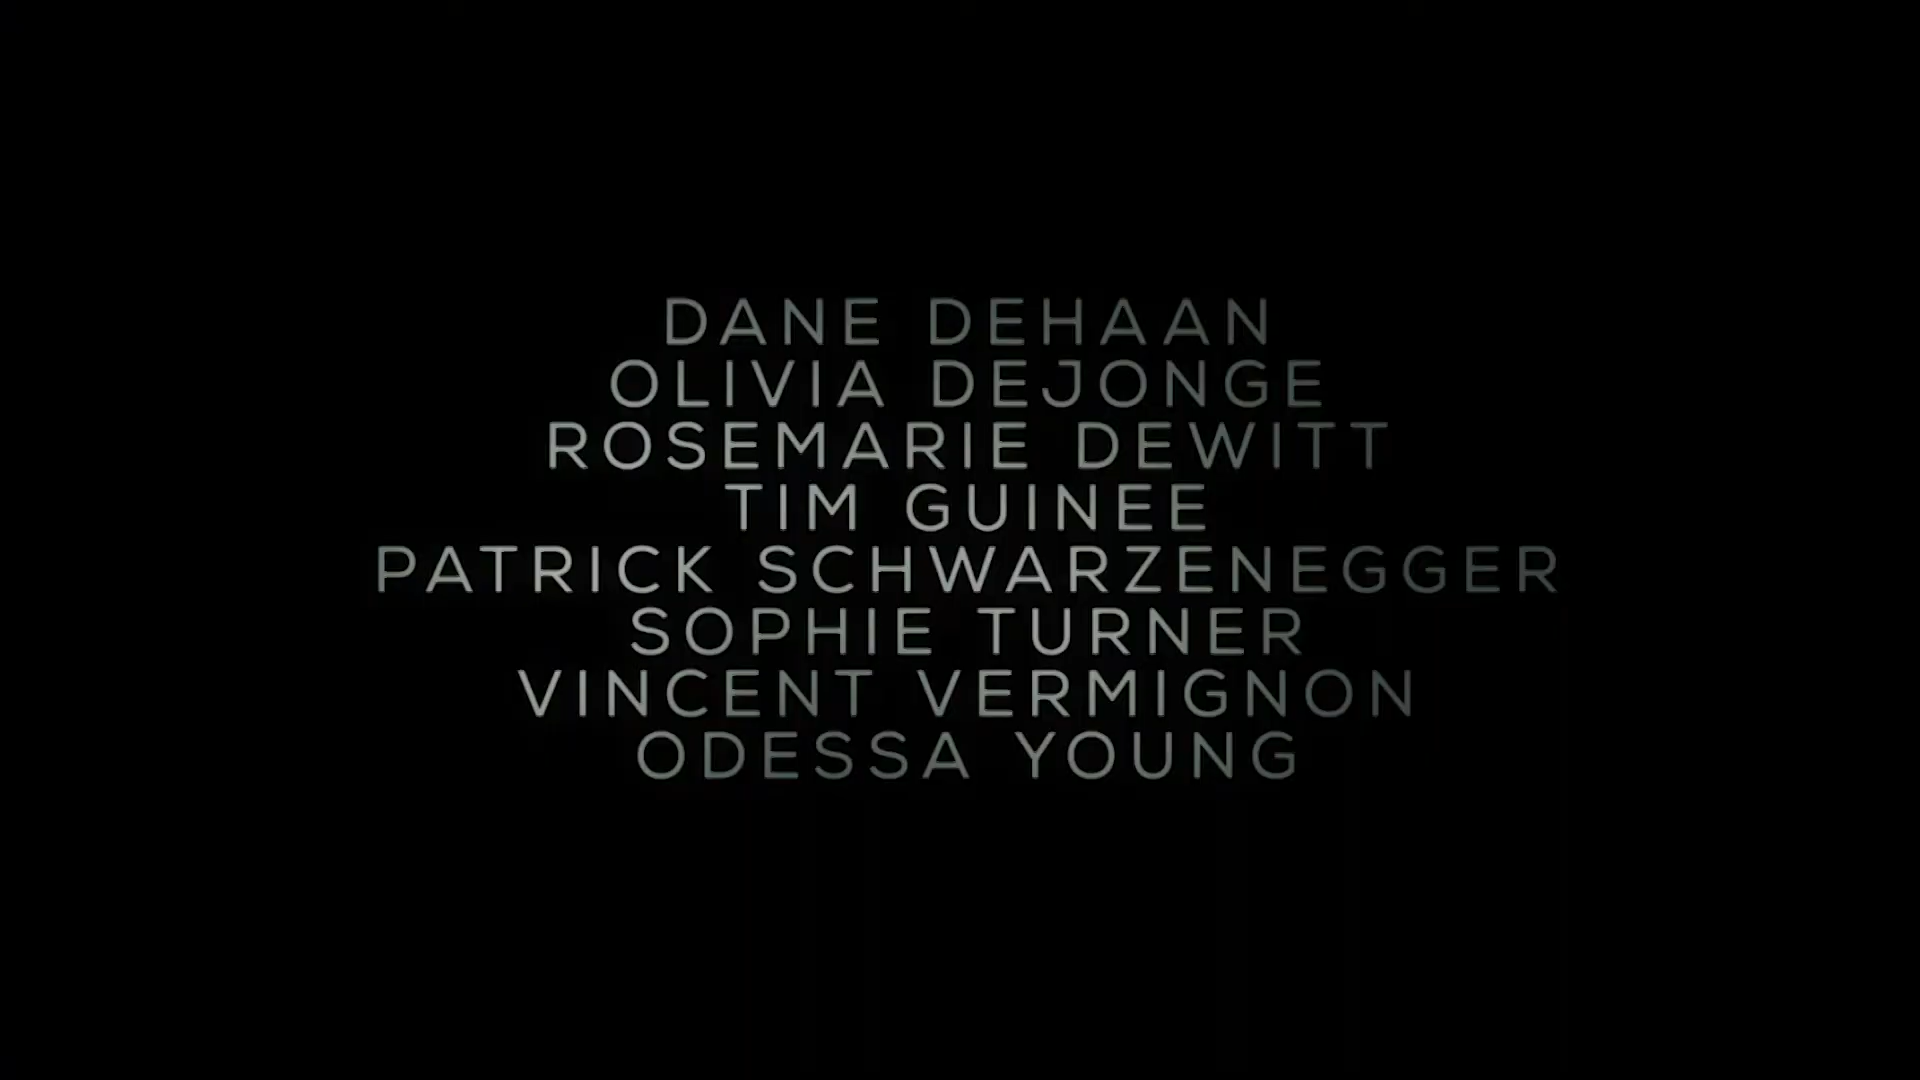 DANE DEHAAN
OLIVIA DEJONGE
ROSEMARIE DEWITT
TIM GUINEE
PATRICK SCHWARZENEGGER
SOPHIE TURNER
VINCENT VERMIGNON
ODESSA YOUNG